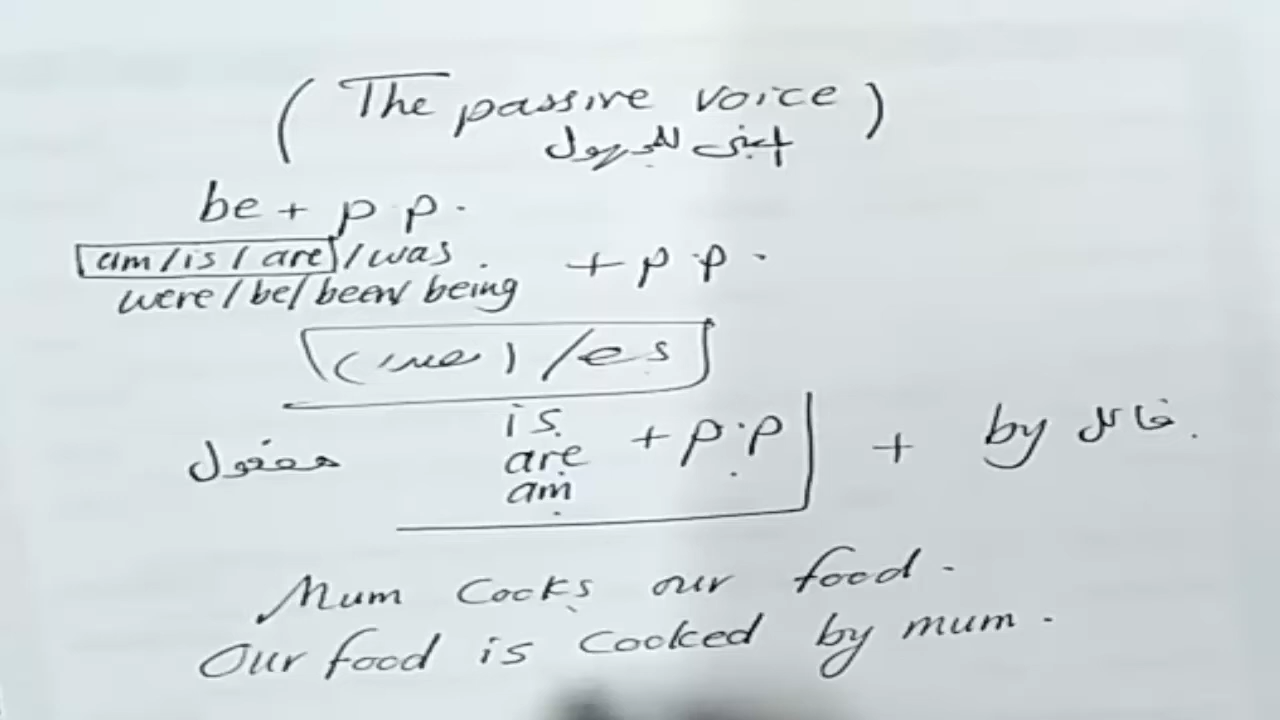 ( The passive voice )
المبنى للمجهول
be + p.p.
am / is / are / was
were / be / been / being + p.p.
(مصدر) / es
is
are
am
مفعول + p.p + by فاعل.
Mum Cooks our food.
Our food is Cooked by mum.